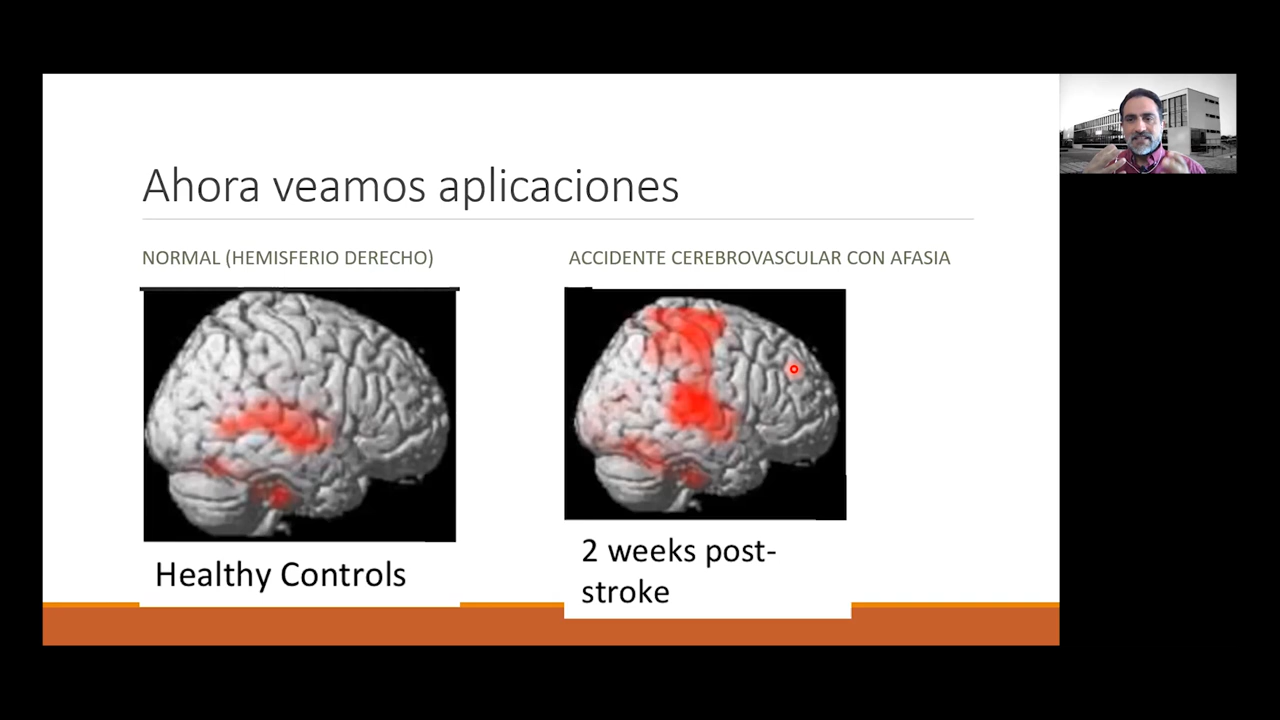 Ahora veamos aplicaciones
NORMAL (HEMISFERIO DERECHO)
ACCIDENTE CEREBROVASCULAR CON AFASIA
Healthy Controls
2 weeks post-
stroke